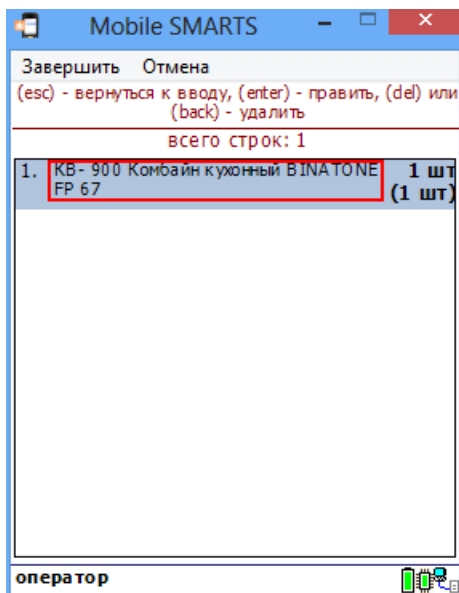 Mobile SMARTS
Завершить Отмена
(esc) - вернуться к вводу, (enter) - править, (del) или
(back) - удалить
всего строк: 1
1. КВ- 900 Комбайн кухонный BINATONE 1 шт
FP 67 (1 шт)
оператор